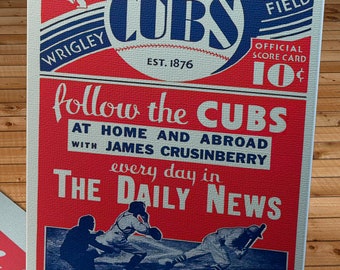 CUBS
WRIGLEY
FIELD
EST. 1876
OFFICIAL
SCORE CARD
10¢
follow the CUBS
AT HOME AND ABROAD
WITH JAMES CRUSINBERRY
every day in
THE DAILY NEWS